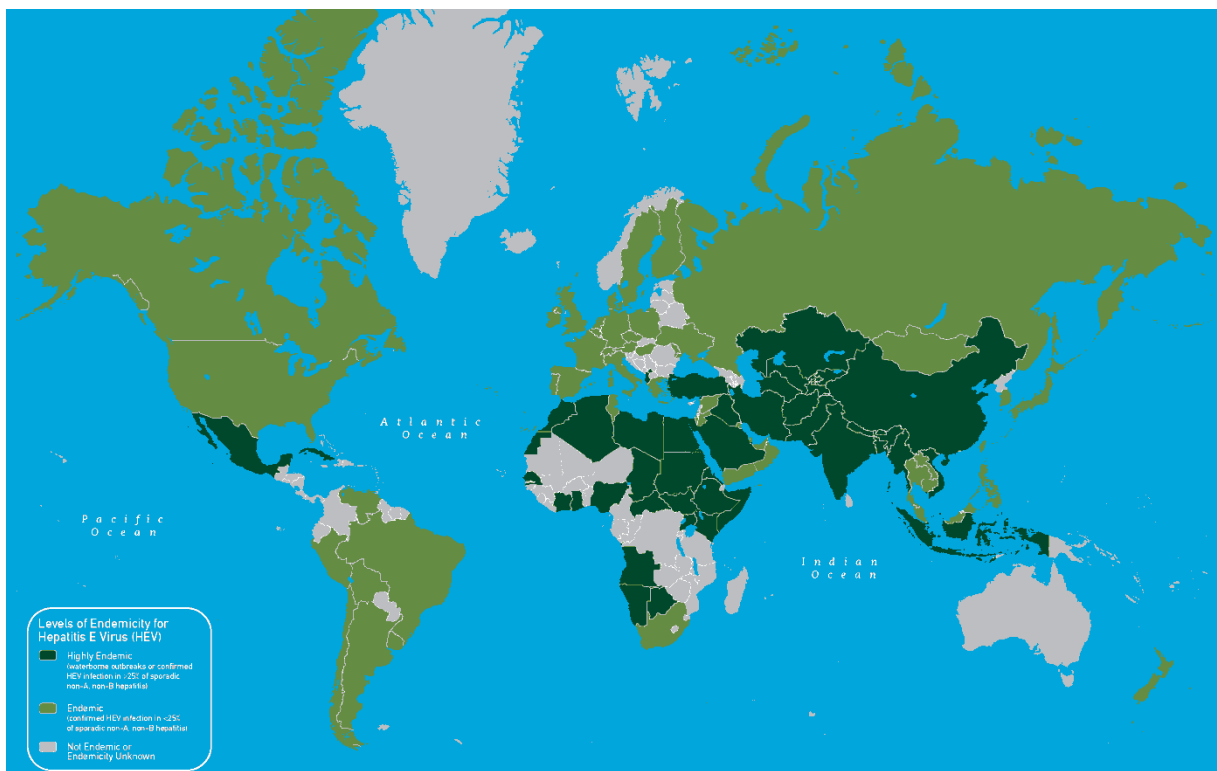 Atlantic
Ocean
Pacific
Ocean
Indian
Ocean
Levels of Endemicity for
Hepatitis E Virus (HEV)
Highly Endemic
(waterborne outbreaks or confirmed
HEV infection in >25% of sporadic
non-A, non-B hepatitis)
Endemic
(confirmed HEV infection in <25%
of sporadic non-A, non-B hepatitis)
Not Endemic or
Endemicity Unknown